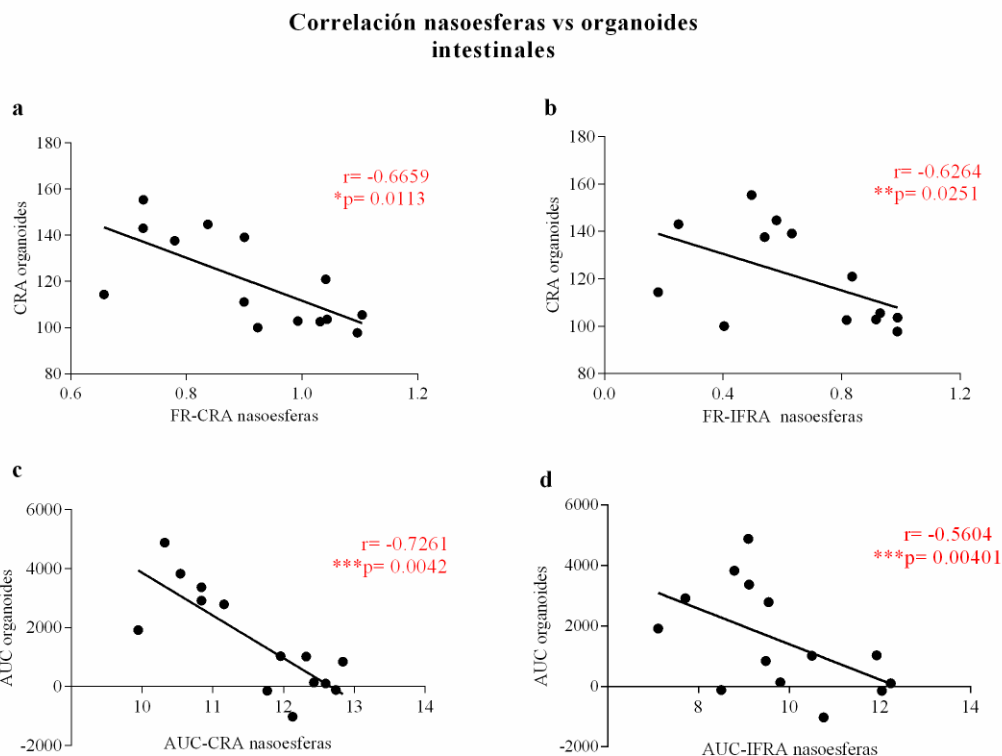 Correlación nasoesferas vs organoides
intestinales
a
180
160
140
120
100
80
CRA organoides
r= -0.6659
*p= 0.0113
0.6 0.8 1.0 1.2
FR-CRA nasoesferas
b
180
160
140
120
100
80
CRA organoides
r= -0.6264
**p= 0.0251
0.0 0.4 0.8 1.2
FR-IFRA nasoesferas
c
6000
4000
2000
0
-2000
AUC organoides
r= -0.7261
***p= 0.0042
10 11 12 13 14
AUC-CRA nasoesferas
d
6000
4000
2000
0
-2000
AUC organoides
r= -0.5604
***p= 0.00401
8 10 12 14
AUC-IFRA nasoesferas